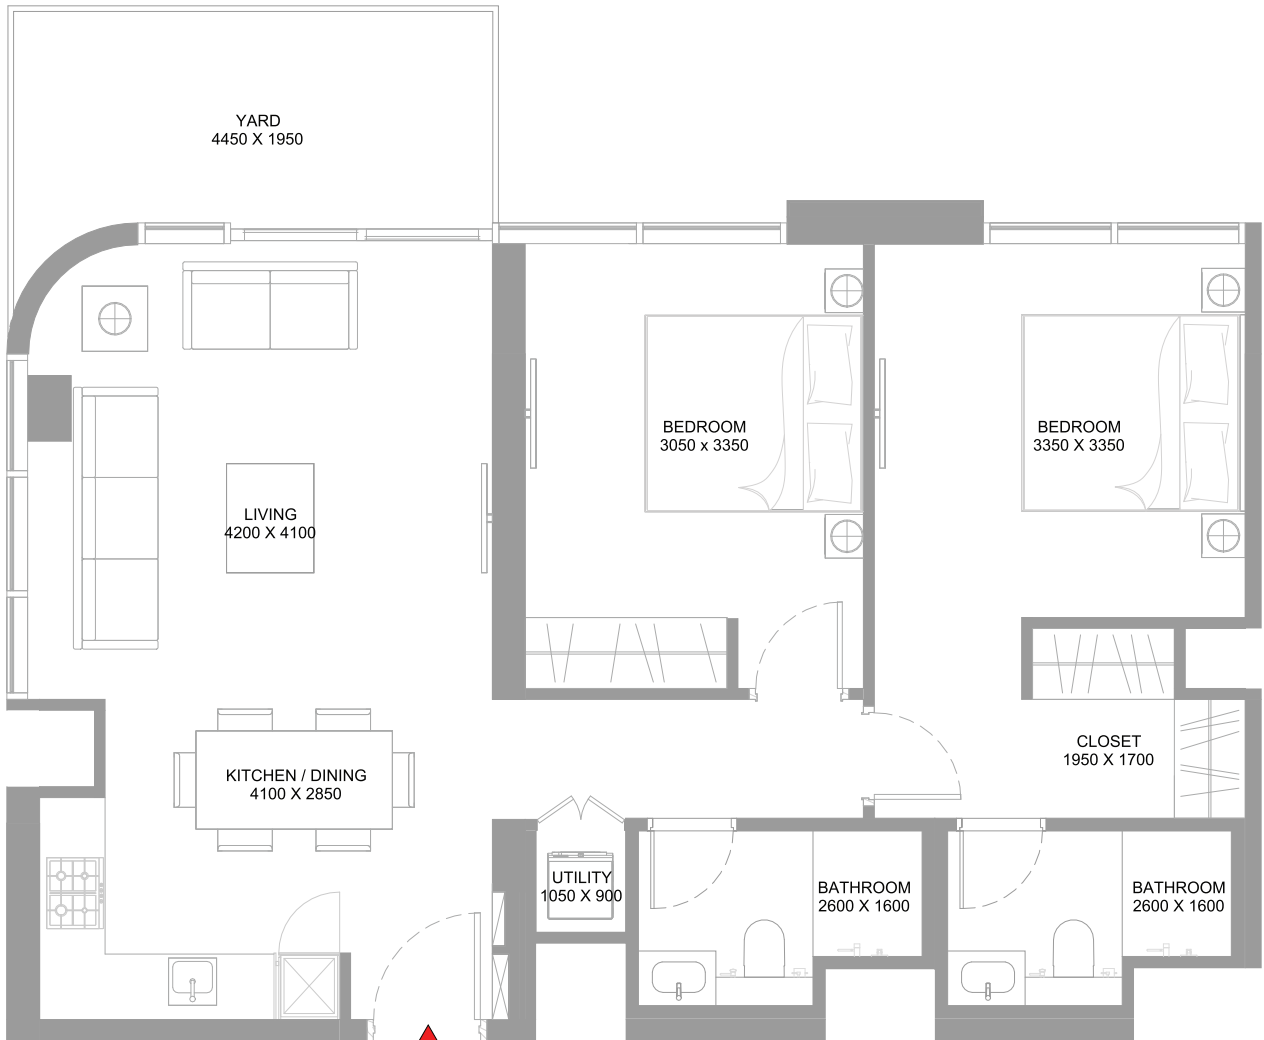 YARD
4450 X 1950
BEDROOM
3050 x 3350
BEDROOM
3350 X 3350
LIVING
4200 X 4100
CLOSET
1950 X 1700
KITCHEN / DINING
4100 X 2850
UTILITY
1050 X 900
BATHROOM
2600 X 1600
BATHROOM
2600 X 1600